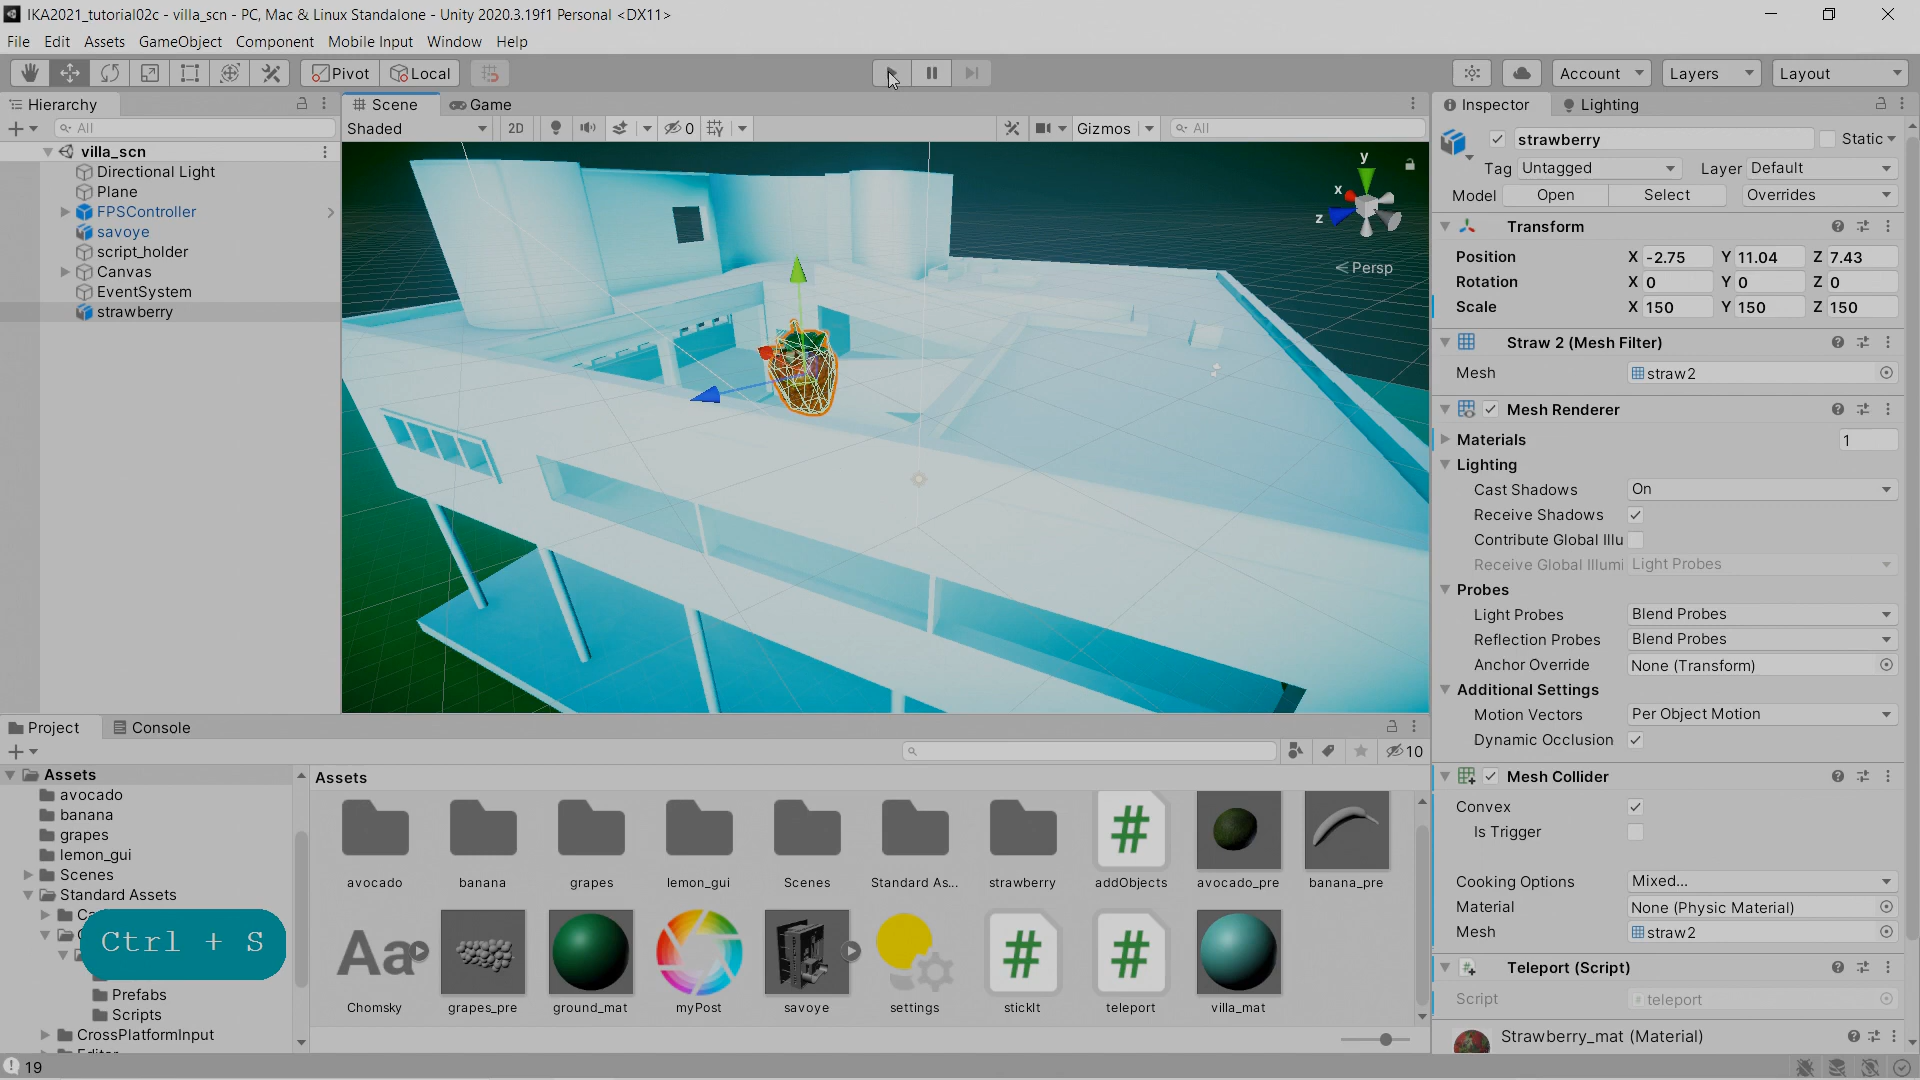 IKA2021_tutorial02c - villa_scn - PC, Mac & Linux Standalone - Unity 2020.3.19f1 Personal <DX11>
File Edit Assets GameObject Component Mobile Input Window Help
Pivot Local Account Layers Layout
Hierarchy
All
villa_scn
Directional Light
Plane
FPSController
savoye
script_holder
Canvas
EventSystem
strawberry
Scene Game
Shaded 2D 0 Gizmos All
y
x
z
Persp
Inspector Lighting
strawberry Static
Tag Untagged Layer Default
Model Open Select Overrides
Transform
Position X -2.75 Y 11.04 Z 7.43
Rotation X 0 Y 0 Z 0
Scale X 150 Y 150 Z 150
Straw 2 (Mesh Filter)
Mesh straw2
Mesh Renderer
Materials 1
Lighting
Cast Shadows On
Receive Shadows
Contribute Global Illu
Receive Global Illumi Light Probes
Probes
Light Probes Blend Probes
Reflection Probes Blend Probes
Anchor Override None (Transform)
Additional Settings
Motion Vectors Per Object Motion
Dynamic Occlusion
Mesh Collider
Convex
Is Trigger
Cooking Options Mixed...
Material None (Physic Material)
Mesh straw2
Teleport (Script)
Script teleport
Strawberry_mat (Material)
Project Console
10
Assets
avocado
banana
grapes
lemon_gui
Scenes
Standard Assets
Ctrl + S
Prefabs
Scripts
CrossPlatformInput
Assets
avocado banana grapes lemon_gui Scenes Standard As... strawberry addObjects avocado_pre banana_pre
Aa
Chomsky grapes_pre ground_mat myPost savoye settings stickIt teleport villa_mat
19